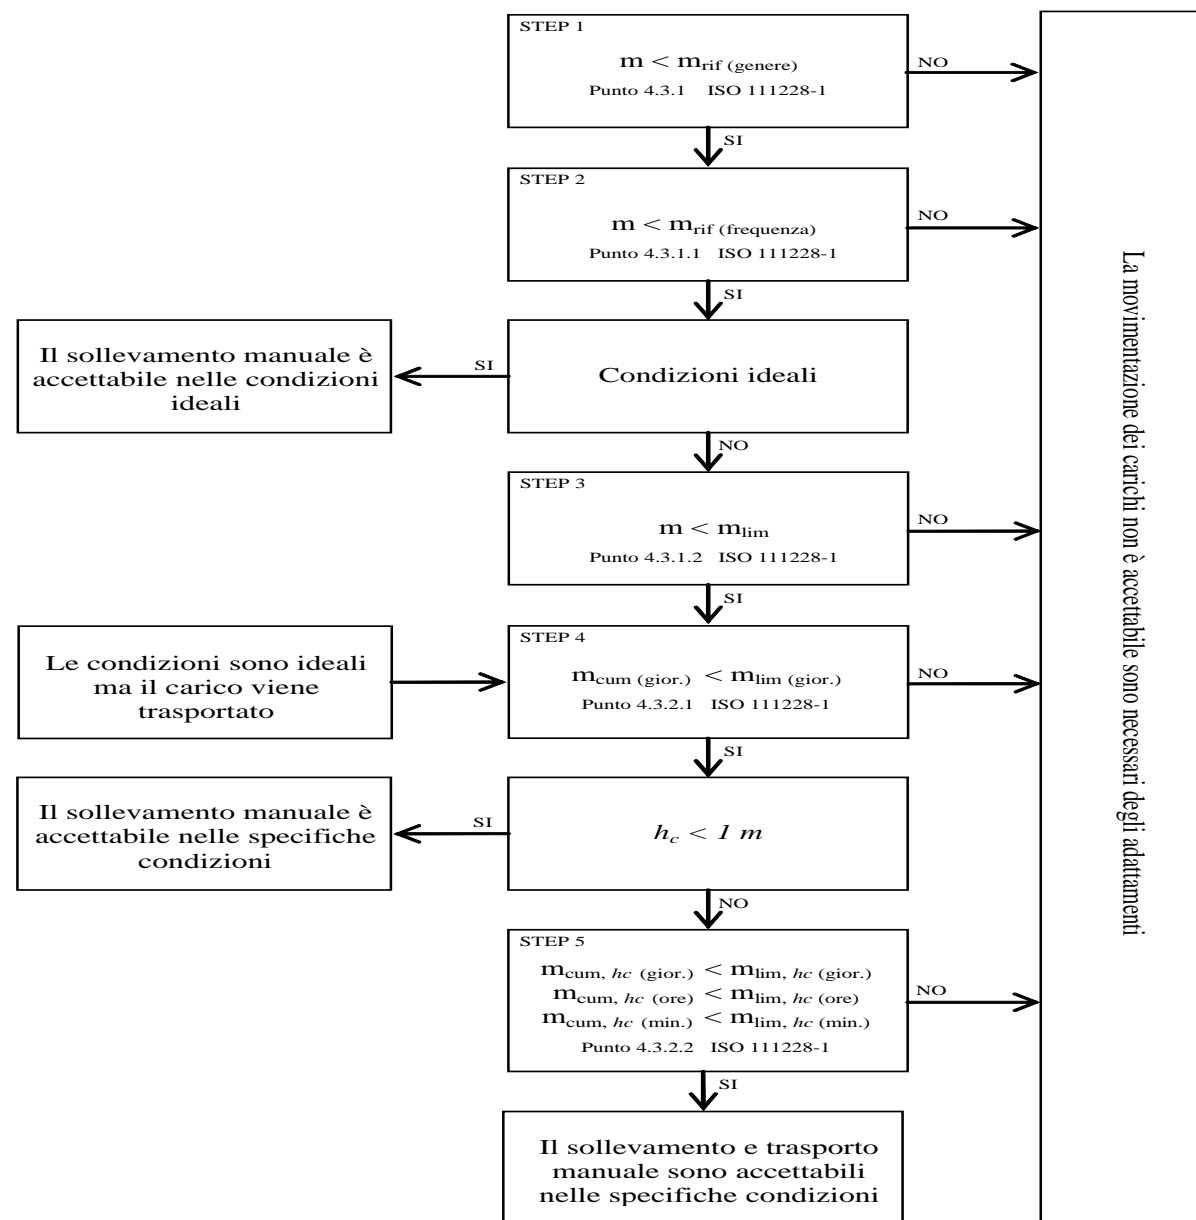 STEP 1
m < mrif (genere)
Punto 4.3.1 ISO 111228-1
NO
SI
STEP 2
m < mrif (frequenza)
Punto 4.3.1.1 ISO 111228-1
NO
SI
Il sollevamento manuale è
accettabile nelle condizioni
ideali
SI
Condizioni ideali
NO
STEP 3
m < mlim
Punto 4.3.1.2 ISO 111228-1
NO
SI
Le condizioni sono ideali
ma il carico viene
trasportato
STEP 4
mcum (gior.) < mlim (gior.)
Punto 4.3.2.1 ISO 111228-1
NO
SI
Il sollevamento manuale è
accettabile nelle specifiche
condizioni
SI
hc < 1 m
NO
STEP 5
mcum, hc (gior.) < mlim, hc (gior.)
mcum, hc (ore) < mlim, hc (ore)
mcum, hc (min.) < mlim, hc (min.)
Punto 4.3.2.2 ISO 111228-1
NO
SI
Il sollevamento e trasporto
manuale sono accettabili
nelle specifiche condizioni
La movimentazione dei carichi non è accettabile sono necessari degli adattamenti